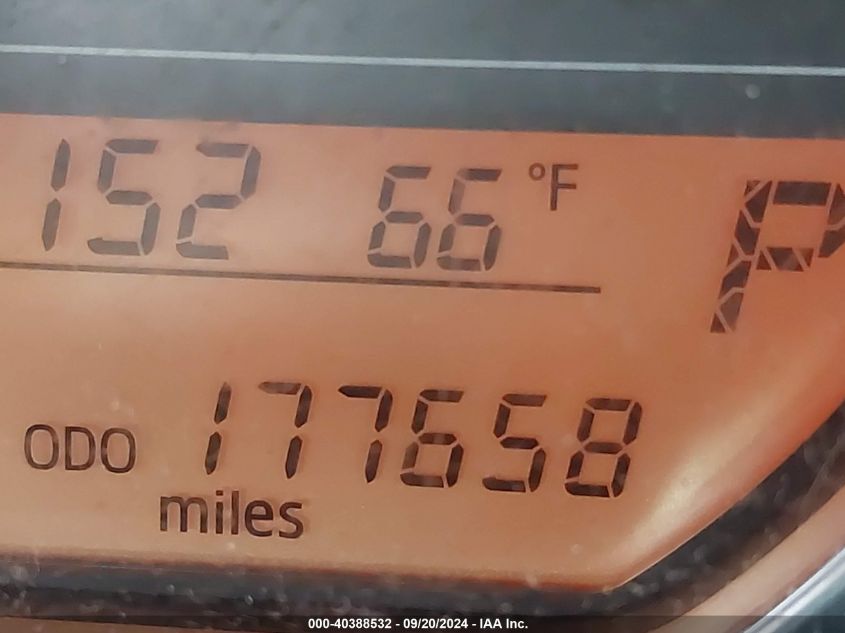 152 66 °F P
ODO 177658
miles
000-40388532 - 09/20/2024 - IAA Inc.